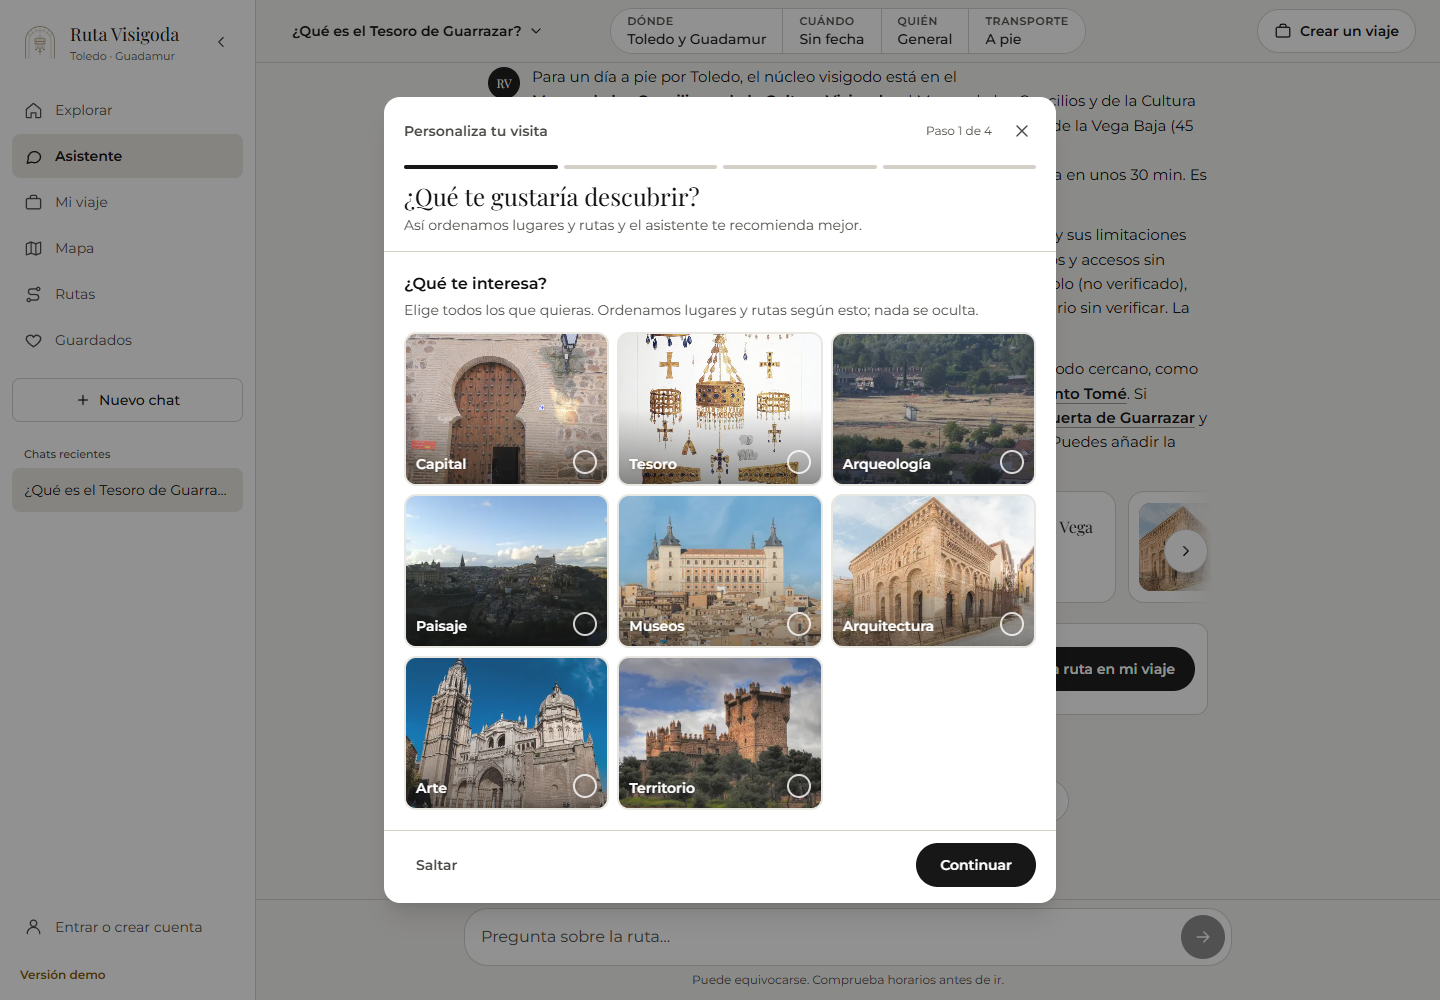 Ruta Visigoda
Toledo · Guadamur
Explorar
Asistente
Mi viaje
Mapa
Rutas
Guardados
Nuevo chat
Chats recientes
¿Qué es el Tesoro de Guarra...
Entrar o crear cuenta
Versión demo
¿Qué es el Tesoro de Guarrazar?
DÓNDE
Toledo y Guadamur
CUÁNDO
Sin fecha
QUIÉN
General
TRANSPORTE
A pie
Crear un viaje
RV
Para un día a pie por Toledo, el núcleo visigodo está en el
cilios y de la Cultura
de la Vega Baja (45
a en unos 30 min. Es
y sus limitaciones
s y accesos sin
olo (no verificado),
rio sin verificar. La
odo cercano, como
nto Tomé. Si
uerta de Guarrazar y
Puedes añadir la
Vega
ruta en mi viaje
Personaliza tu visita
Paso 1 de 4
¿Qué te gustaría descubrir?
Así ordenamos lugares y rutas y el asistente te recomienda mejor.
¿Qué te interesa?
Elige todos los que quieras. Ordenamos lugares y rutas según esto; nada se oculta.
Capital
Tesoro
Arqueología
Paisaje
Museos
Arquitectura
Arte
Territorio
Saltar
Continuar
Pregunta sobre la ruta...
Puede equivocarse. Comprueba horarios antes de ir.